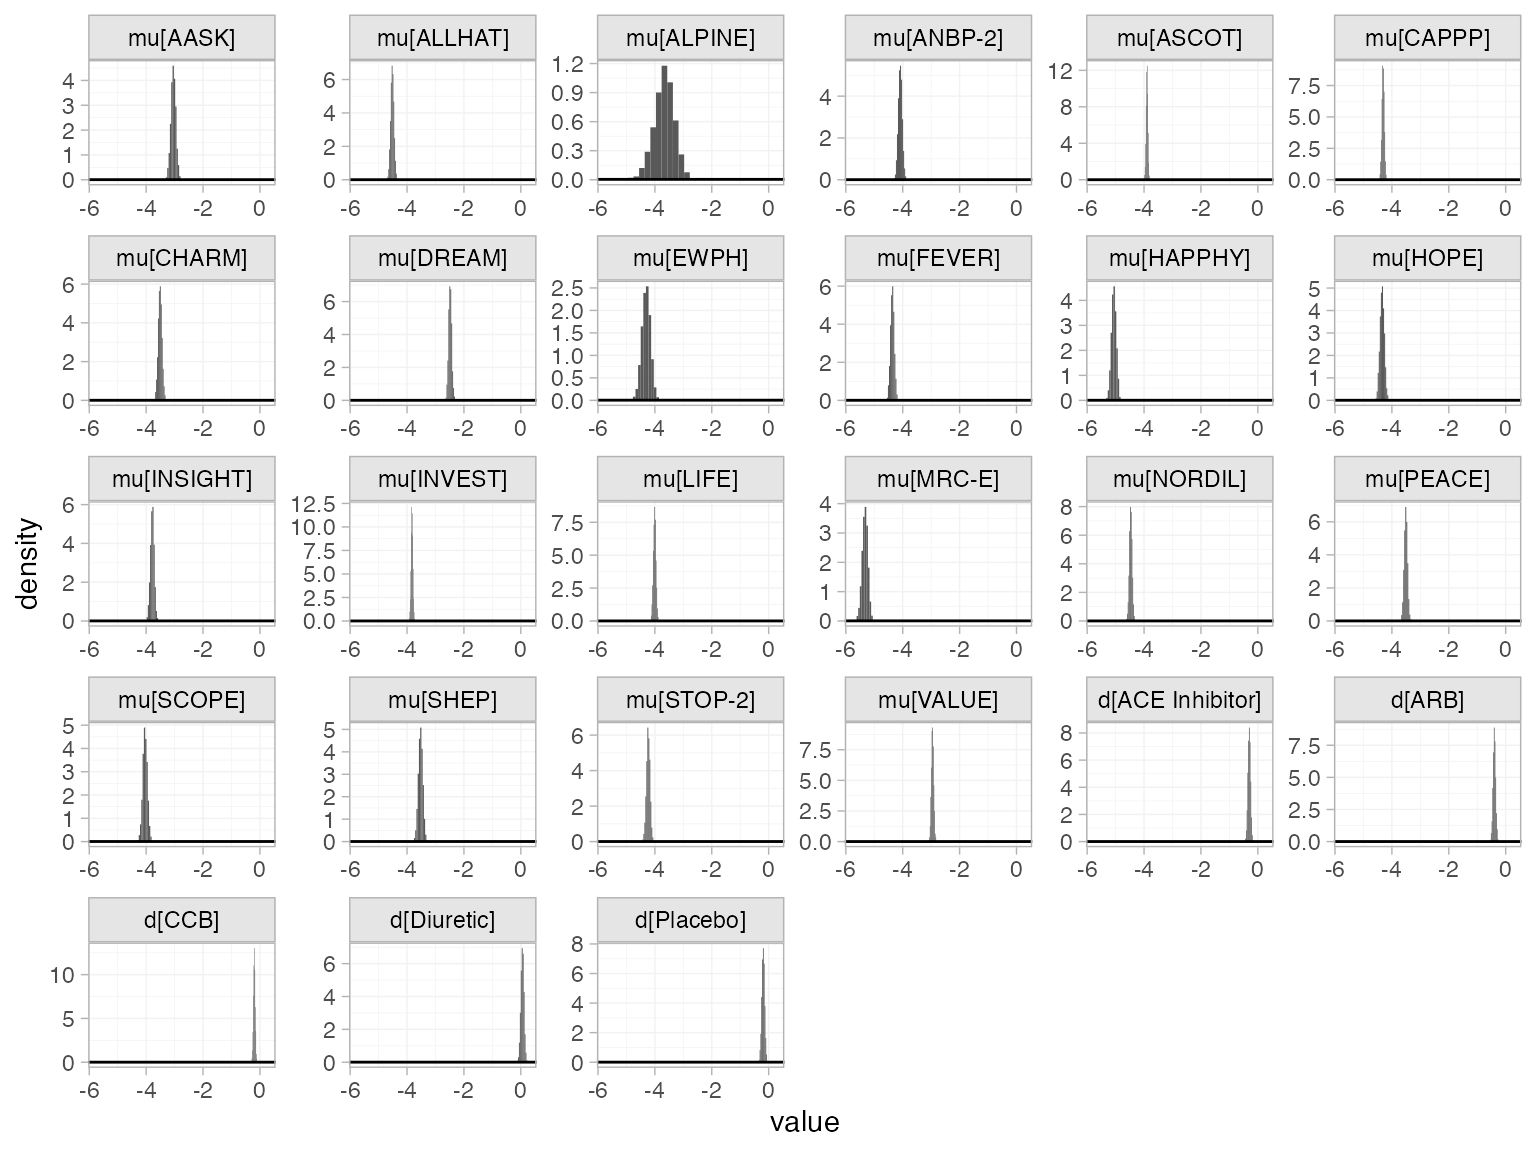 mu[AASK] mu[ALLHAT] mu[ALPINE] mu[ANBP-2] mu[ASCOT] mu[CAPPP]
4 3 2 1 0
6 4 2 0
1.2 0.9 0.6 0.3 0.0
4 2 0
12 8 4 0
7.5 5.0 2.5 0.0
-6 -4 -2 0 -6 -4 -2 0 -6 -4 -2 0 -6 -4 -2 0 -6 -4 -2 0 -6 -4 -2 0
mu[CHARM] mu[DREAM] mu[EWPH] mu[FEVER] mu[HAPPHY] mu[HOPE]
6 4 2 0
6 4 2 0
2.5 2.0 1.5 1.0 0.5 0.0
6 4 2 0
4 3 2 1 0
5 4 3 2 1 0
-6 -4 -2 0 -6 -4 -2 0 -6 -4 -2 0 -6 -4 -2 0 -6 -4 -2 0 -6 -4 -2 0
density
mu[INSIGHT] mu[INVEST] mu[LIFE] mu[MRC-E] mu[NORDIL] mu[PEACE]
6 4 2 0
12.5 10.0 7.5 5.0 2.5 0.0
7.5 5.0 2.5 0.0
4 3 2 1 0
8 6 4 2 0
6 4 2 0
-6 -4 -2 0 -6 -4 -2 0 -6 -4 -2 0 -6 -4 -2 0 -6 -4 -2 0 -6 -4 -2 0
mu[SCOPE] mu[SHEP] mu[STOP-2] mu[VALUE] d[ACE Inhibitor] d[ARB]
5 4 3 2 1 0
5 4 3 2 1 0
6 4 2 0
7.5 5.0 2.5 0.0
8 6 4 2 0
7.5 5.0 2.5 0.0
-6 -4 -2 0 -6 -4 -2 0 -6 -4 -2 0 -6 -4 -2 0 -6 -4 -2 0 -6 -4 -2 0
d[CCB] d[Diuretic] d[Placebo]
10 5 0
6 4 2 0
8 6 4 2 0
-6 -4 -2 0 -6 -4 -2 0 -6 -4 -2 0
value